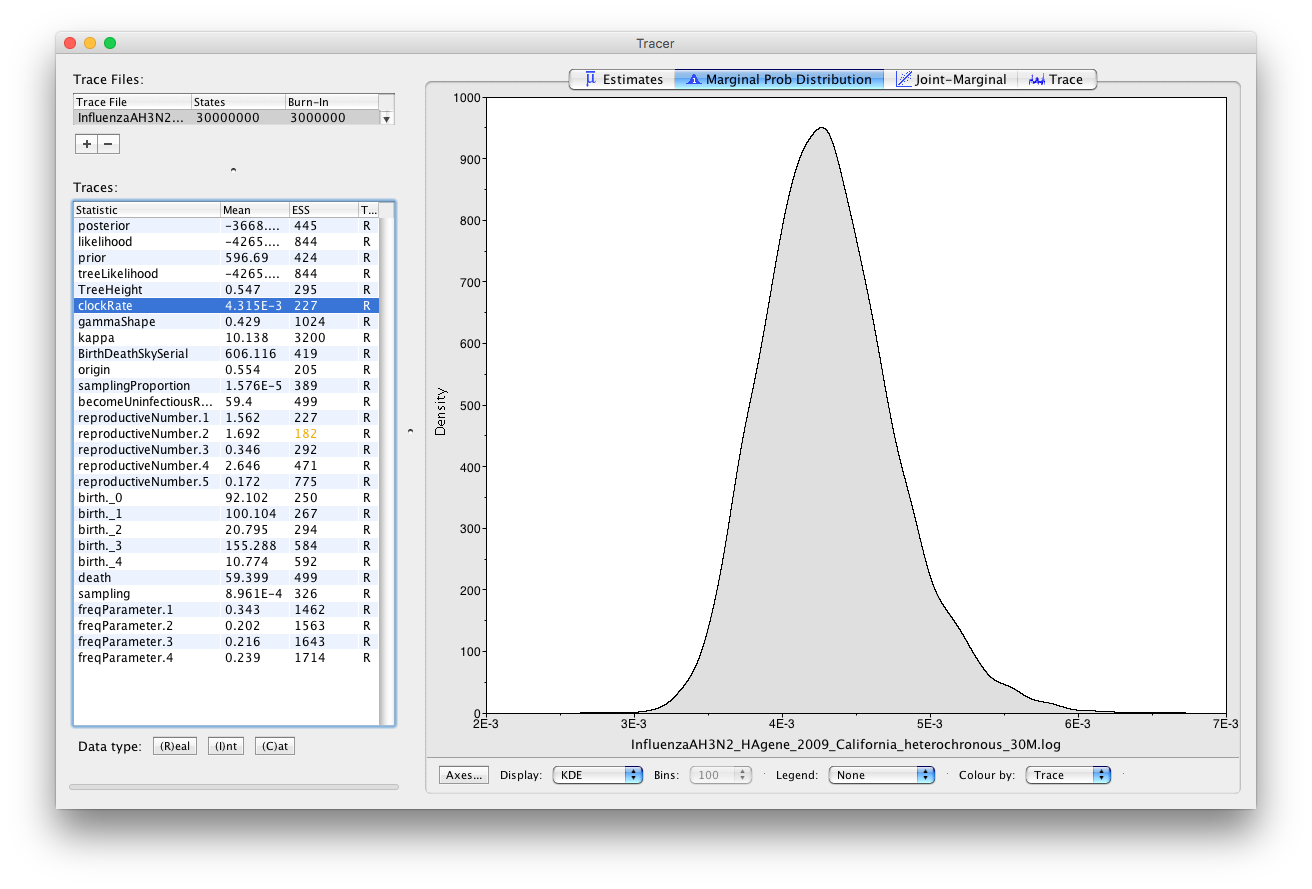 Tracer
Trace Files:
Trace File States Burn-In
InfluenzaAH3N2... 30000000 3000000
+ −
Traces:
Statistic Mean ESS T...
posterior -3668.... 445 R
likelihood -4265.... 844 R
prior 596.69 424 R
treeLikelihood -4265.... 844 R
TreeHeight 0.547 295 R
clockRate 4.315E-3 227 R
gammaShape 0.429 1024 R
kappa 10.138 3200 R
BirthDeathSkySerial 606.116 419 R
origin 0.554 205 R
samplingProportion 1.576E-5 389 R
becomeUninfectiousR... 59.4 499 R
reproductiveNumber.1 1.562 227 R
reproductiveNumber.2 1.692 182 R
reproductiveNumber.3 0.346 292 R
reproductiveNumber.4 2.646 471 R
reproductiveNumber.5 0.172 775 R
birth._0 92.102 250 R
birth._1 100.104 267 R
birth._2 20.795 294 R
birth._3 155.288 584 R
birth._4 10.774 592 R
death 59.399 499 R
sampling 8.961E-4 326 R
freqParameter.1 0.343 1462 R
freqParameter.2 0.202 1563 R
freqParameter.3 0.216 1643 R
freqParameter.4 0.239 1714 R
Data type: (R)eal (I)nt (C)at
Estimates Marginal Prob Distribution Joint-Marginal Trace
1000
900
800
700
600
500
400
300
200
100
0
Density
2E-3 3E-3 4E-3 5E-3 6E-3 7E-3
InfluenzaAH3N2_HAgene_2009_California_heterochronous_30M.log
Axes... Display: KDE Bins: 100 Legend: None Colour by: Trace